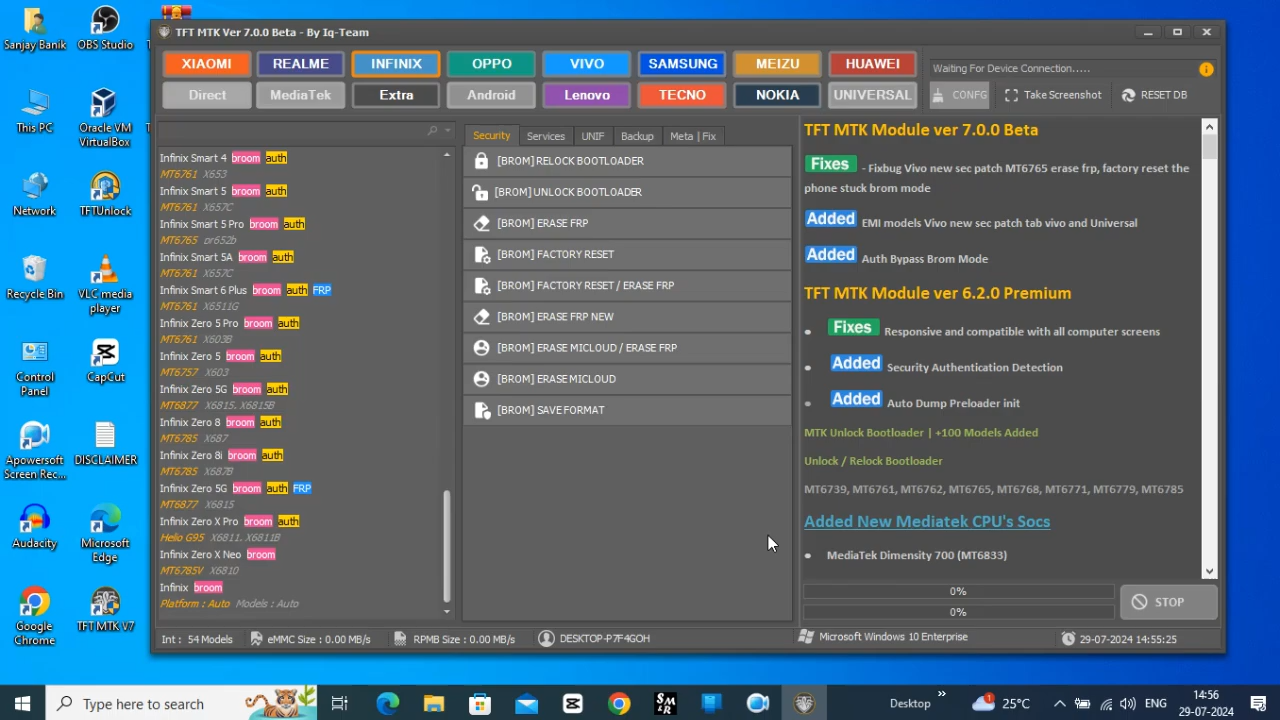 Sanjay Banik
OBS Studio
This PC
Oracle VM
VirtualBox
Network
TFTUnlock
Recycle Bin
VLC media
player
Control
Panel
CapCut
Apowersoft
Screen Rec...
DISCLAIMER
Audacity
Microsoft
Edge
Google
Chrome
TFT MTK V7
TFT MTK Ver 7.0.0 Beta - By Iq-Team
XIAOMI REALME INFINIX OPPO VIVO SAMSUNG MEIZU HUAWEI
Direct MediaTek Extra Android Lenovo TECNO NOKIA UNIVERSAL
Waiting For Device Connection.....
CONFG Take Screenshot RESET DB
Infinix Smart 4 broom auth
MT6761 X653
Infinix Smart 5 broom auth
MT6761 X657C
Infinix Smart 5 Pro broom auth
MT6765 pr652b
Infinix Smart 5A broom auth
MT6761 X657C
Infinix Smart 6 Plus broom auth FRP
MT6761 X6511G
Infinix Zero 5 Pro broom auth
MT6761 X603B
Infinix Zero 5 broom auth
MT6757 X603
Infinix Zero 5G broom auth
MT6877 X6815, X6815B
Infinix Zero 8 broom auth
MT6785 X687
Infinix Zero 8i broom auth
MT6785 X687B
Infinix Zero 5G broom auth FRP
MT6877 X6815
Infinix Zero X Pro broom auth
Helio G95 X6811, X6811B
Infinix Zero X Neo broom
MT6785V X6810
Infinix broom
Platform : Auto Models : Auto
Security Services UNIF Backup Meta | Fix
[BROM] RELOCK BOOTLOADER
[BROM] UNLOCK BOOTLOADER
[BROM] ERASE FRP
[BROM] FACTORY RESET
[BROM] FACTORY RESET / ERASE FRP
[BROM] ERASE FRP NEW
[BROM] ERASE MICLOUD / ERASE FRP
[BROM] ERASE MICLOUD
[BROM] SAVE FORMAT
TFT MTK Module ver 7.0.0 Beta
Fixes - Fixbug Vivo new sec patch MT6765 erase frp, factory reset the
phone stuck brom mode
Added EMI models Vivo new sec patch tab vivo and Universal
Added Auth Bypass Brom Mode
TFT MTK Module ver 6.2.0 Premium
• Fixes Responsive and compatible with all computer screens
• Added Security Authentication Detection
• Added Auto Dump Preloader init
MTK Unlock Bootloader | +100 Models Added
Unlock / Relock Bootloader
MT6739, MT6761, MT6762, MT6765, MT6768, MT6771, MT6779, MT6785
Added New Mediatek CPU's Socs
• MediaTek Dimensity 700 (MT6833)
0%
0%
STOP
Int : 54 Models eMMC Size : 0.00 MB/s RPMB Size : 0.00 MB/s DESKTOP-P7F4GOH Microsoft Windows 10 Enterprise 29-07-2024 14:55:25
Type here to search
Desktop
1
25°C
ENG
14:56
29-07-2024